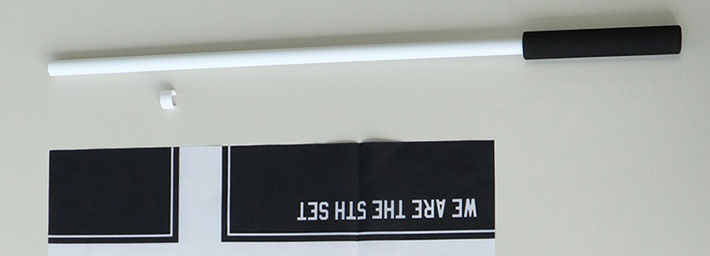 WE ARE THE 5TH SET